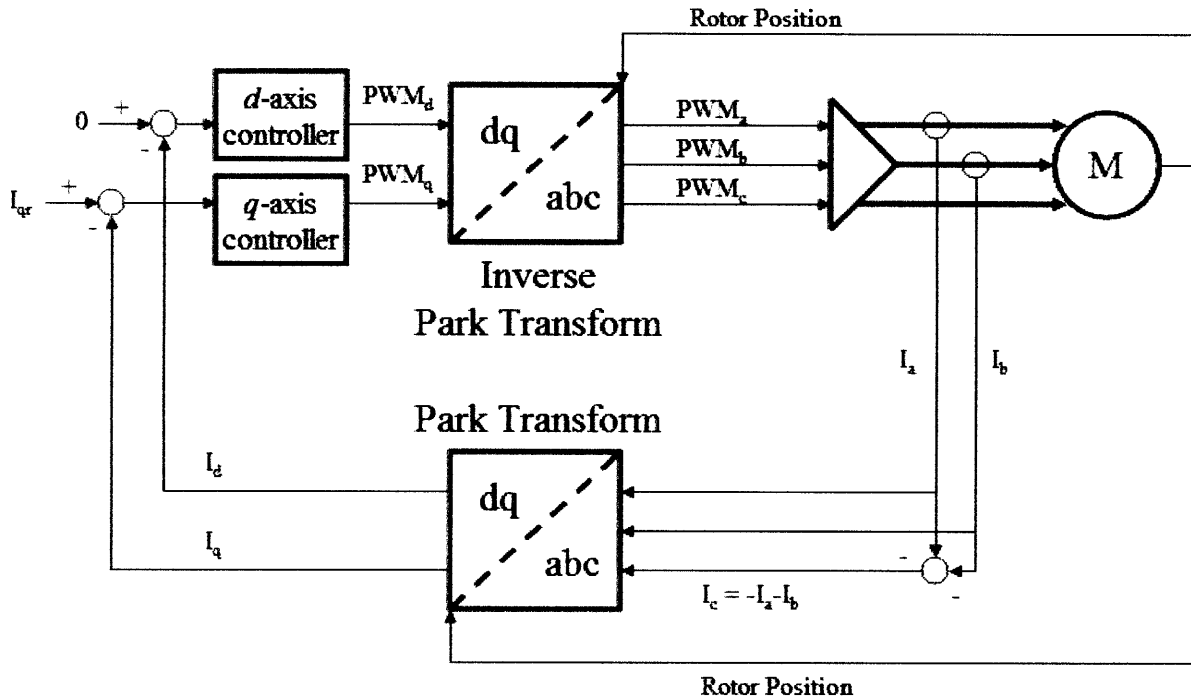 Rotor Position
0
+
-
d-axis
controller
PWM_d
dq
abc
PWM_a
PWM_b
PWM_c
M
I_qr
+
-
q-axis
controller
PWM_q
Inverse
Park Transform
I_a
I_b
Park Transform
I_d
I_q
dq
abc
-
-
I_c = -I_a-I_b
Rotor Position